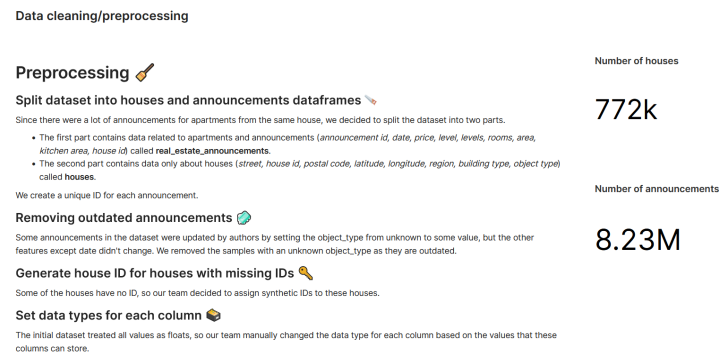 Data cleaning/preprocessing
Preprocessing
Split dataset into houses and announcements dataframes
Since there were a lot of announcements for apartments from the same house, we decided to split the dataset into two parts.
• The first part contains data related to apartments and announcements (announcement id, date, price, level, levels, rooms, area,
kitchen area, house id) called real_estate_announcements.
• The second part contains data only about houses (street, house id, postal code, latitude, longitude, region, building type, object type)
called houses.
We create a unique ID for each announcement.
Removing outdated announcements
Some announcements in the dataset were updated by authors by setting the object_type from unknown to some value, but the other
features except date didn't change. We removed the samples with an unknown object_type as they are outdated.
Generate house ID for houses with missing IDs
Some of the houses have no ID, so our team decided to assign synthetic IDs to these houses.
Set data types for each column
The initial dataset treated all values as floats, so our team manually changed the data type for each column based on the values that these
columns can store.
Number of houses
772k
Number of announcements
8.23M